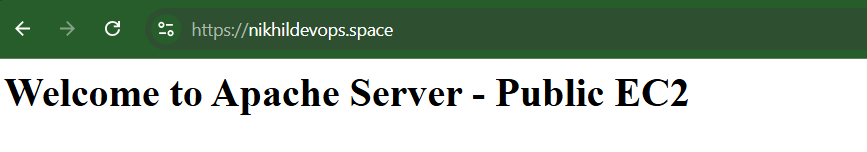 https://nikhildevops.space
Welcome to Apache Server - Public EC2